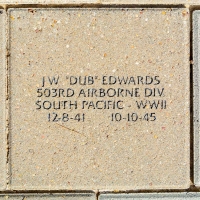 J W "DUB" EDWARDS
503RD AIRBORNE DIV
SOUTH PACIFIC - WWII
12-8-41 10-10-45